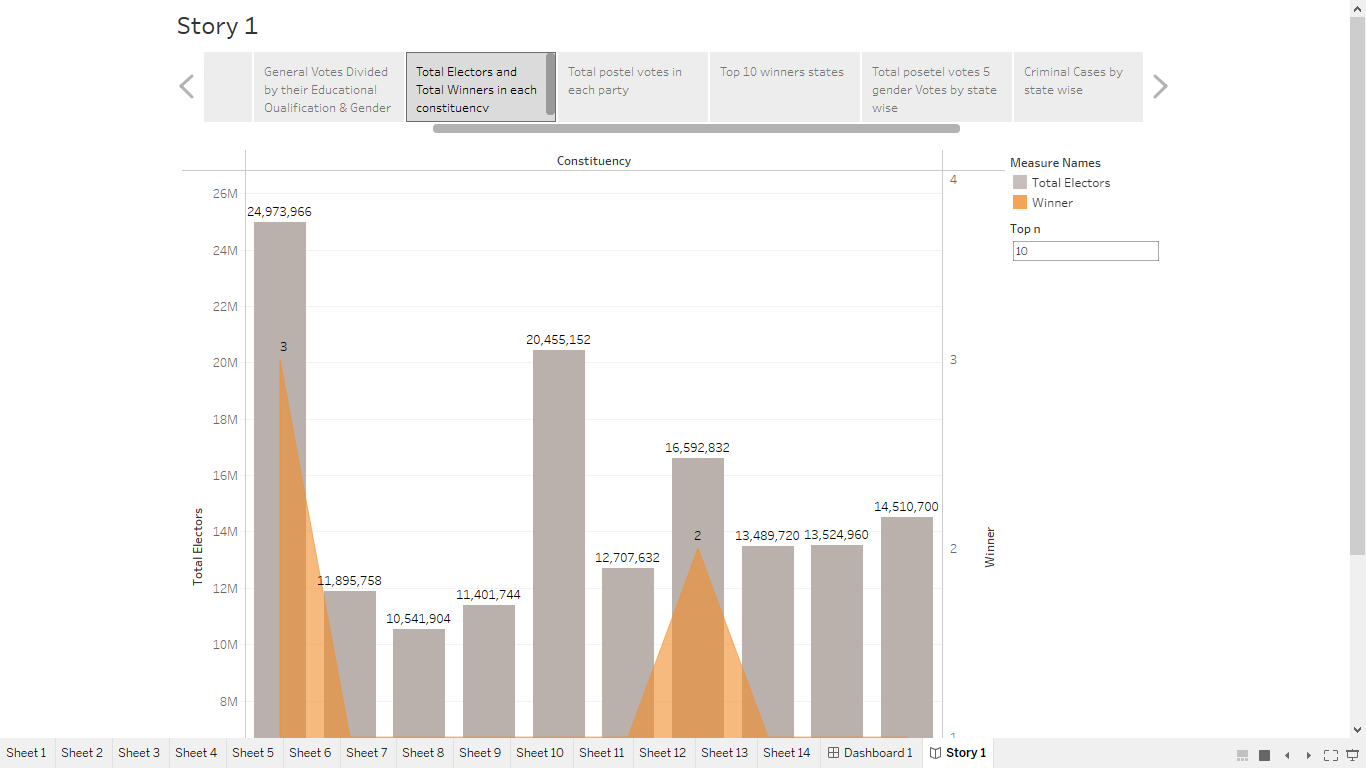 Story 1
General Votes Divided
by their Educational
Qualification & Gender
Total Electors and
Total Winners in each
constituency
Total postel votes in
each party
Top 10 winners states
Total posetel votes 5
gender Votes by state
wise
Criminal Cases by
state wise
Constituency
Measure Names
Total Electors
Winner
Top n
10
26M
24M
22M
20M
18M
16M
14M
12M
10M
8M
Total Electors
24,973,966
3
11,895,758
10,541,904
11,401,744
20,455,152
12,707,632
16,592,832
2
13,489,720
13,524,960
14,510,700
4
3
2
1
Winner
Sheet 1
Sheet 2
Sheet 3
Sheet 4
Sheet 5
Sheet 6
Sheet 7
Sheet 8
Sheet 9
Sheet 10
Sheet 11
Sheet 12
Sheet 13
Sheet 14
Dashboard 1
Story 1